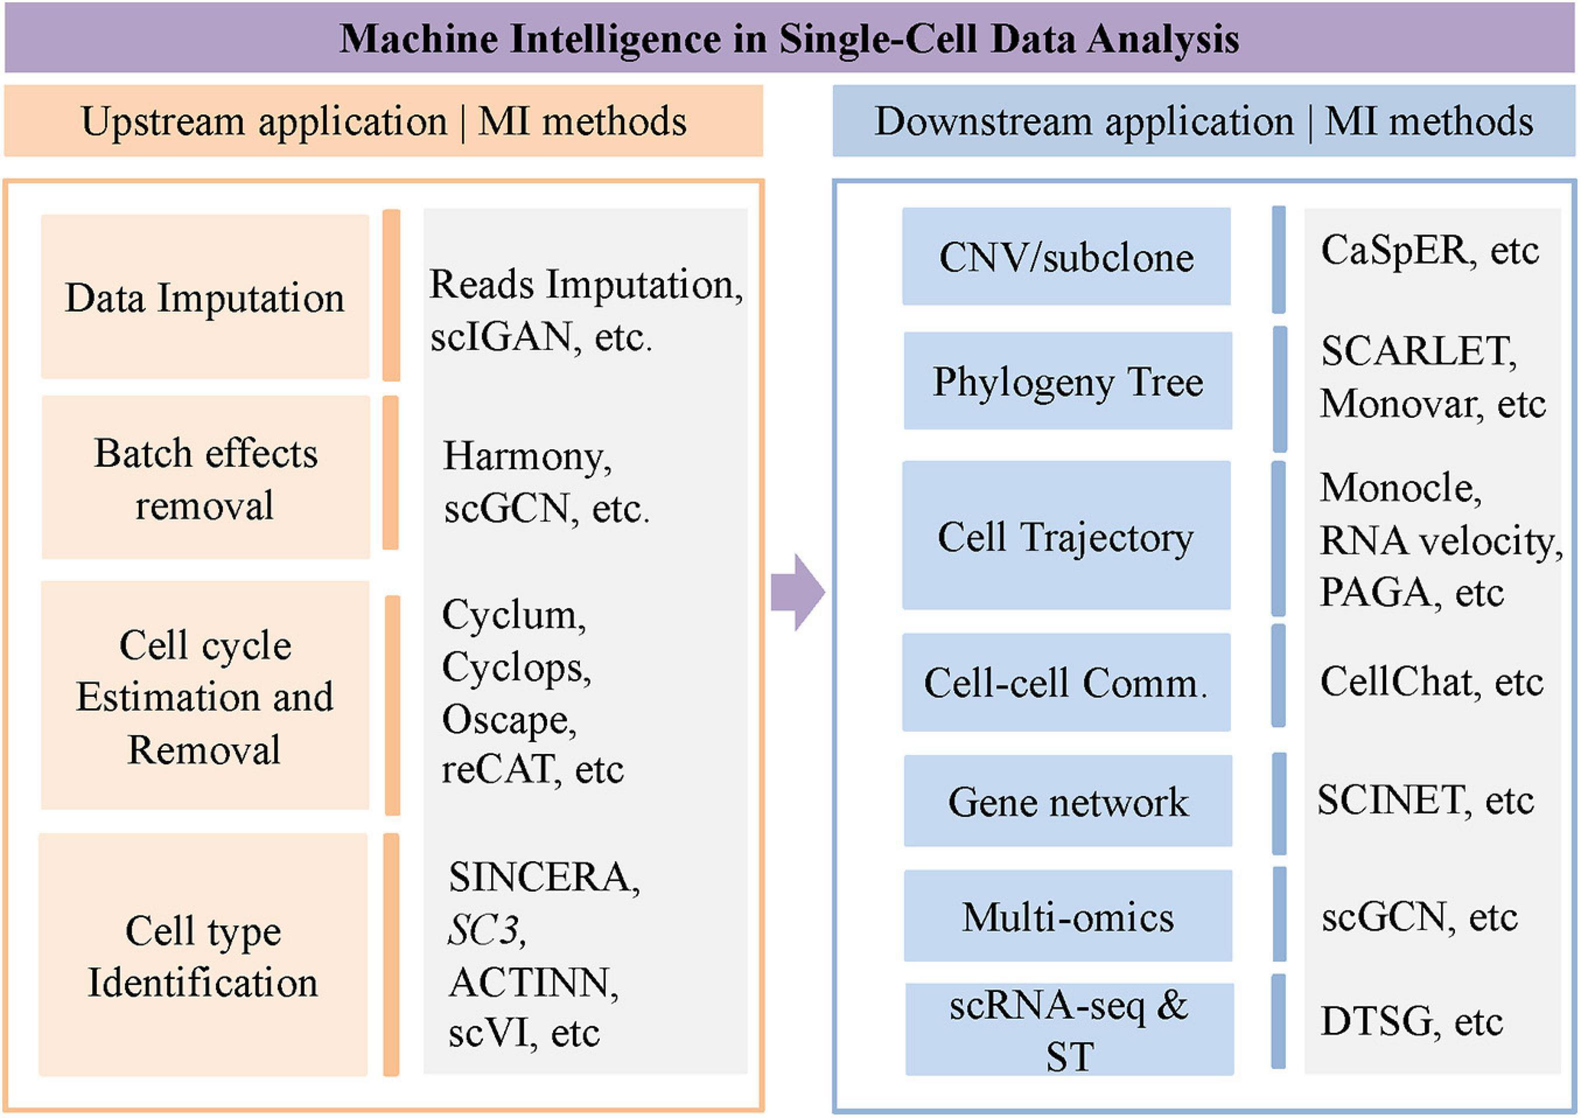 Machine Intelligence in Single-Cell Data Analysis
Upstream application | MI methods
Data Imputation
Reads Imputation,
scIGAN, etc.
Batch effects
removal
Harmony,
scGCN, etc.
Cell cycle
Estimation and
Removal
Cyclum,
Cyclops,
Oscape,
reCAT, etc
Cell type
Identification
SINCERA,
SC3,
ACTINN,
scVI, etc
Downstream application | MI methods
CNV/subclone
CaSpER, etc
Phylogeny Tree
SCARLET,
Monovar, etc
Cell Trajectory
Monocle,
RNA velocity,
PAGA, etc
Cell-cell Comm.
CellChat, etc
Gene network
SCINET, etc
Multi-omics
scGCN, etc
scRNA-seq &
ST
DTSG, etc